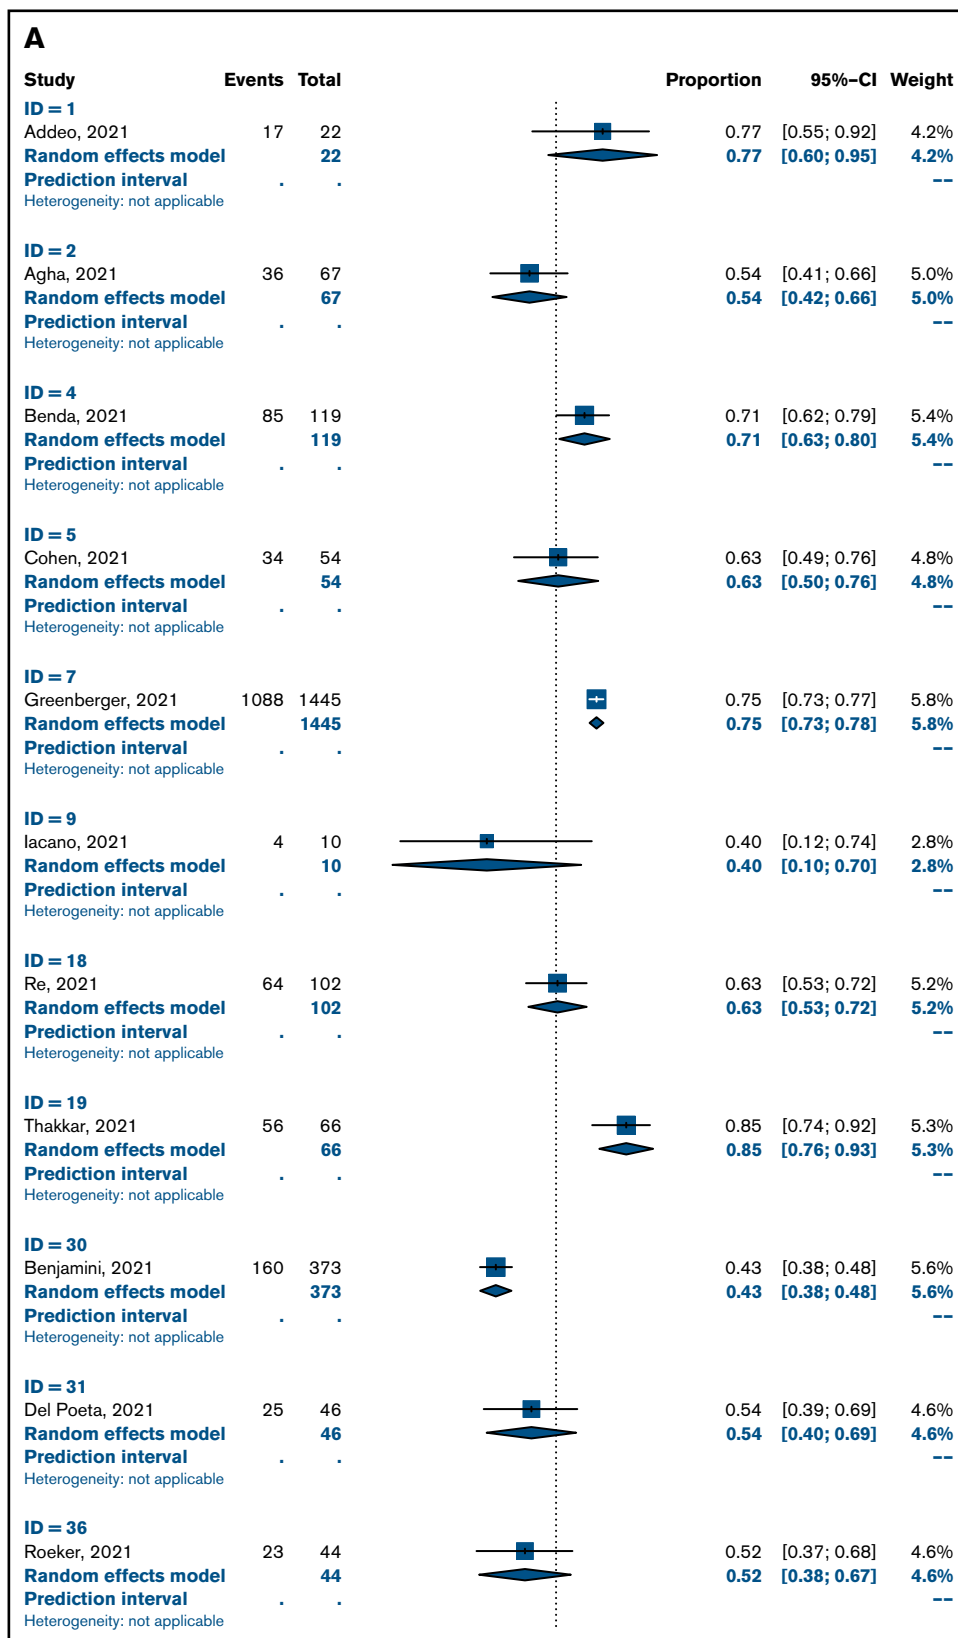 A
Study Events Total Proportion 95%–CI Weight
ID = 1
Addeo, 2021 17 22 0.77 [0.55; 0.92] 4.2%
Random effects model 22 0.77 [0.60; 0.95] 4.2%
Prediction interval . . --
Heterogeneity: not applicable
ID = 2
Agha, 2021 36 67 0.54 [0.41; 0.66] 5.0%
Random effects model 67 0.54 [0.42; 0.66] 5.0%
Prediction interval . . --
Heterogeneity: not applicable
ID = 4
Benda, 2021 85 119 0.71 [0.62; 0.79] 5.4%
Random effects model 119 0.71 [0.63; 0.80] 5.4%
Prediction interval . . --
Heterogeneity: not applicable
ID = 5
Cohen, 2021 34 54 0.63 [0.49; 0.76] 4.8%
Random effects model 54 0.63 [0.50; 0.76] 4.8%
Prediction interval . . --
Heterogeneity: not applicable
ID = 7
Greenberger, 2021 1088 1445 0.75 [0.73; 0.77] 5.8%
Random effects model 1445 0.75 [0.73; 0.78] 5.8%
Prediction interval . . --
Heterogeneity: not applicable
ID = 9
Iacano, 2021 4 10 0.40 [0.12; 0.74] 2.8%
Random effects model 10 0.40 [0.10; 0.70] 2.8%
Prediction interval . . --
Heterogeneity: not applicable
ID = 18
Re, 2021 64 102 0.63 [0.53; 0.72] 5.2%
Random effects model 102 0.63 [0.53; 0.72] 5.2%
Prediction interval . . --
Heterogeneity: not applicable
ID = 19
Thakkar, 2021 56 66 0.85 [0.74; 0.92] 5.3%
Random effects model 66 0.85 [0.76; 0.93] 5.3%
Prediction interval . . --
Heterogeneity: not applicable
ID = 30
Benjamini, 2021 160 373 0.43 [0.38; 0.48] 5.6%
Random effects model 373 0.43 [0.38; 0.48] 5.6%
Prediction interval . . --
Heterogeneity: not applicable
ID = 31
Del Poeta, 2021 25 46 0.54 [0.39; 0.69] 4.6%
Random effects model 46 0.54 [0.40; 0.69] 4.6%
Prediction interval . . --
Heterogeneity: not applicable
ID = 36
Roeker, 2021 23 44 0.52 [0.37; 0.68] 4.6%
Random effects model 44 0.52 [0.38; 0.67] 4.6%
Prediction interval . . --
Heterogeneity: not applicable